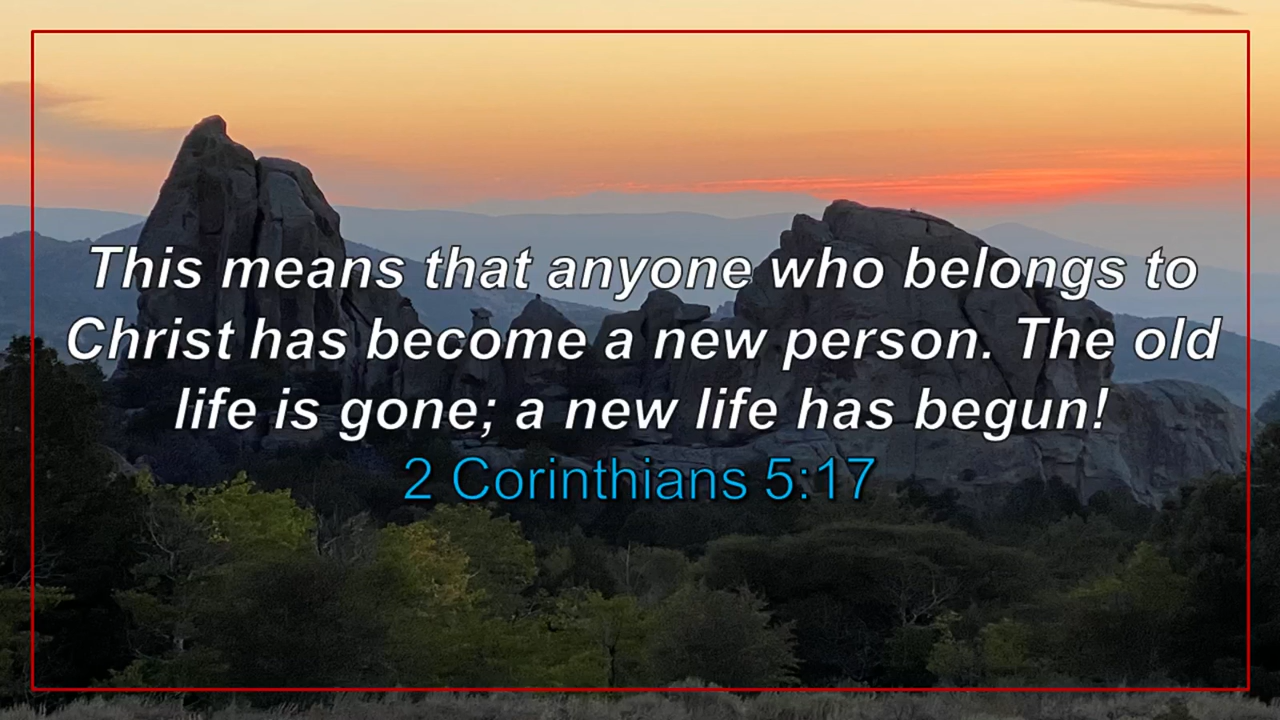 This means that anyone who belongs to
Christ has become a new person. The old
life is gone; a new life has begun!
2 Corinthians 5:17